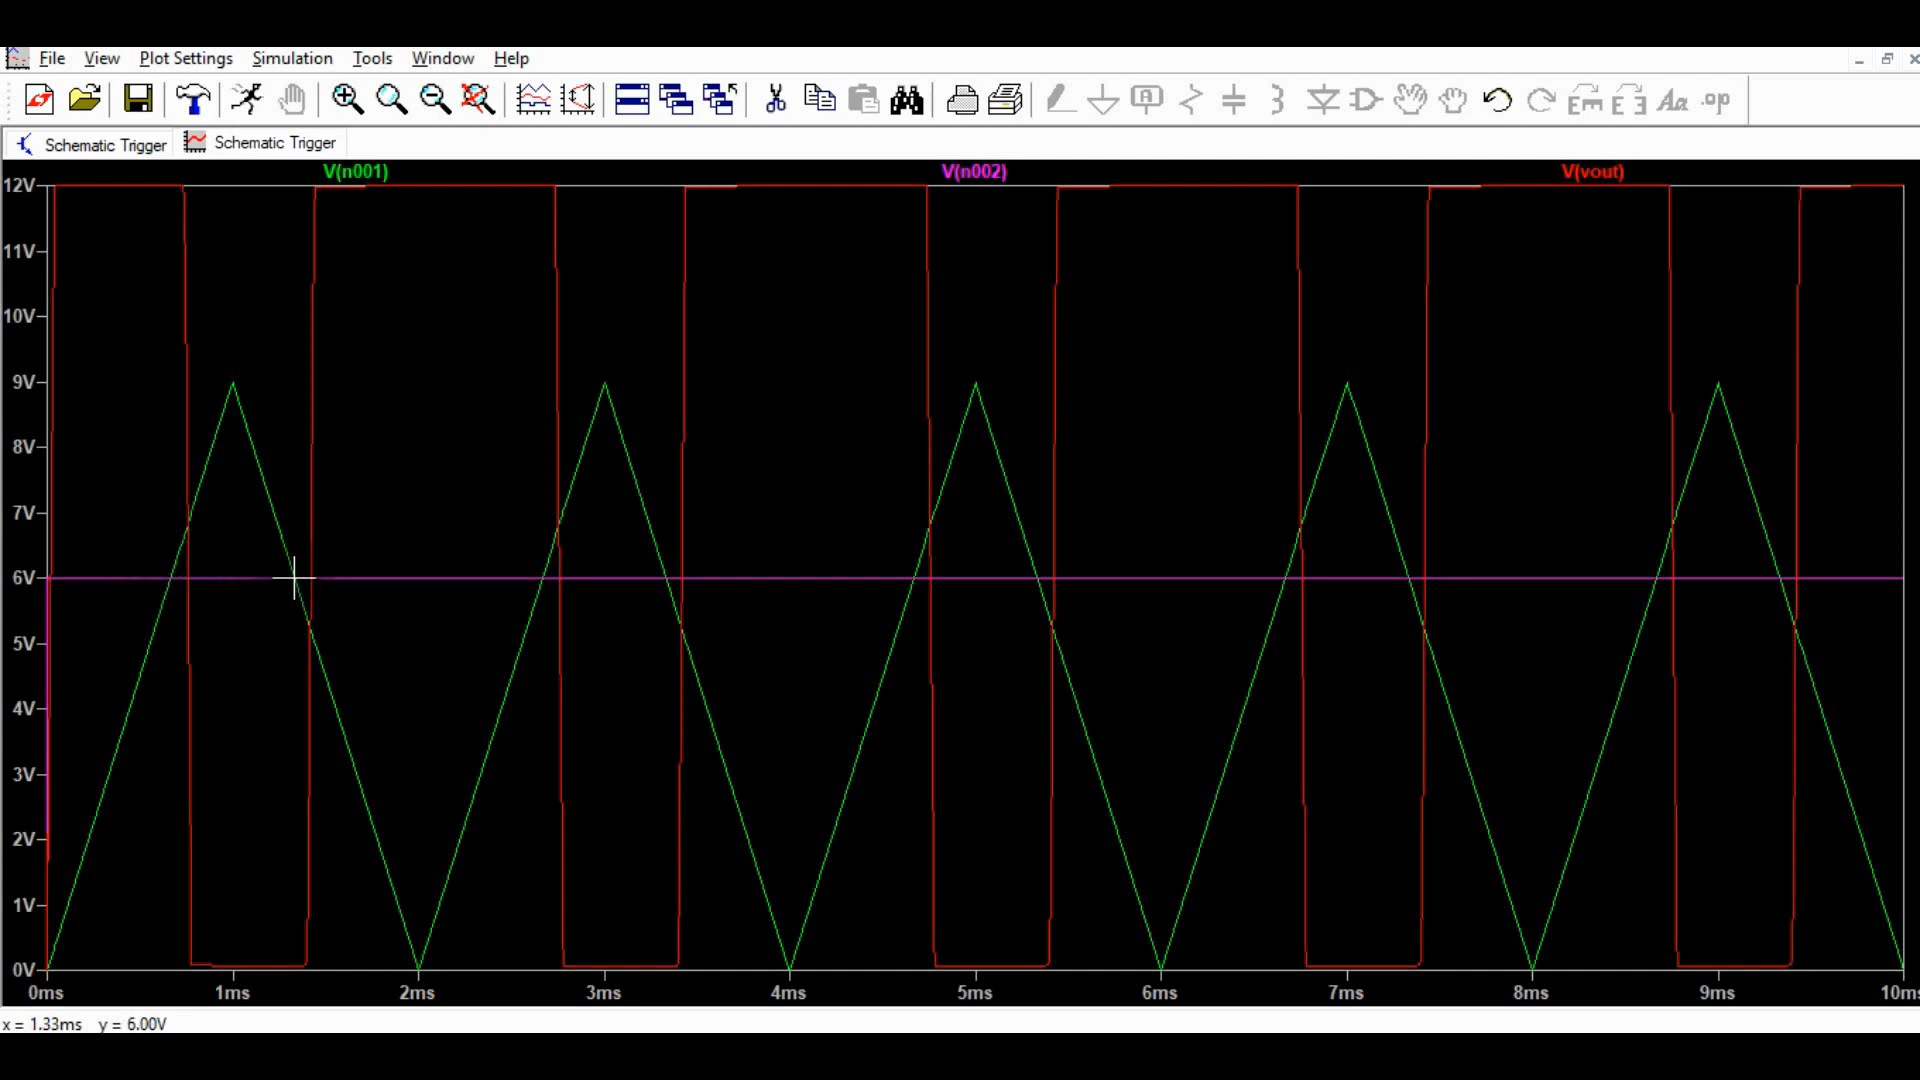 File View Plot Settings Simulation Tools Window Help
.op
Schematic Trigger Schematic Trigger
V(n001) V(n002) V(vout)
12V
11V
10V
9V
8V
7V
6V
5V
4V
3V
2V
1V
0V
0ms 1ms 2ms 3ms 4ms 5ms 6ms 7ms 8ms 9ms 10ms
x = 1.33ms y = 6.00V